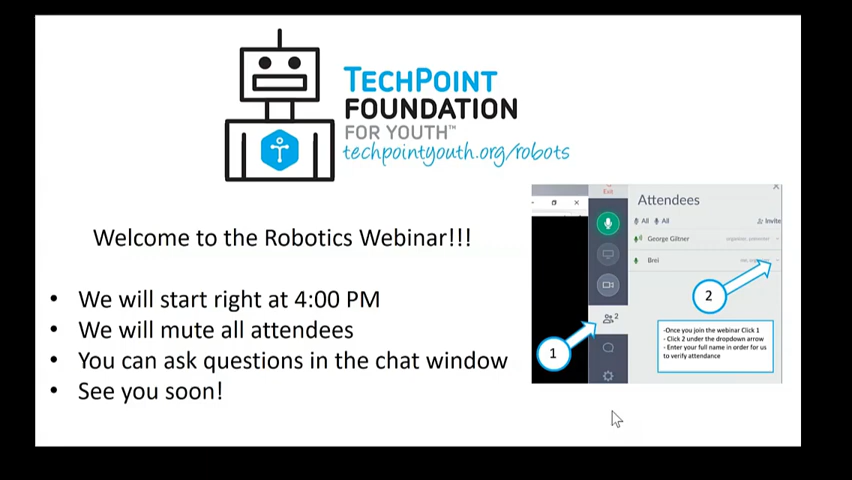 TECHPOINT
FOUNDATION
FOR YOUTH™
techpointyouth.org/robots
Welcome to the Robotics Webinar!!!
• We will start right at 4:00 PM
• We will mute all attendees
• You can ask questions in the chat window
• See you soon!
Exit
Attendees
All All Invite
George Giltner
Brei
2
2
1
-Once you join the webinar Click 1
- Click 2 under the dropdown arrow
- Enter your full name in order for us
to verify attendance